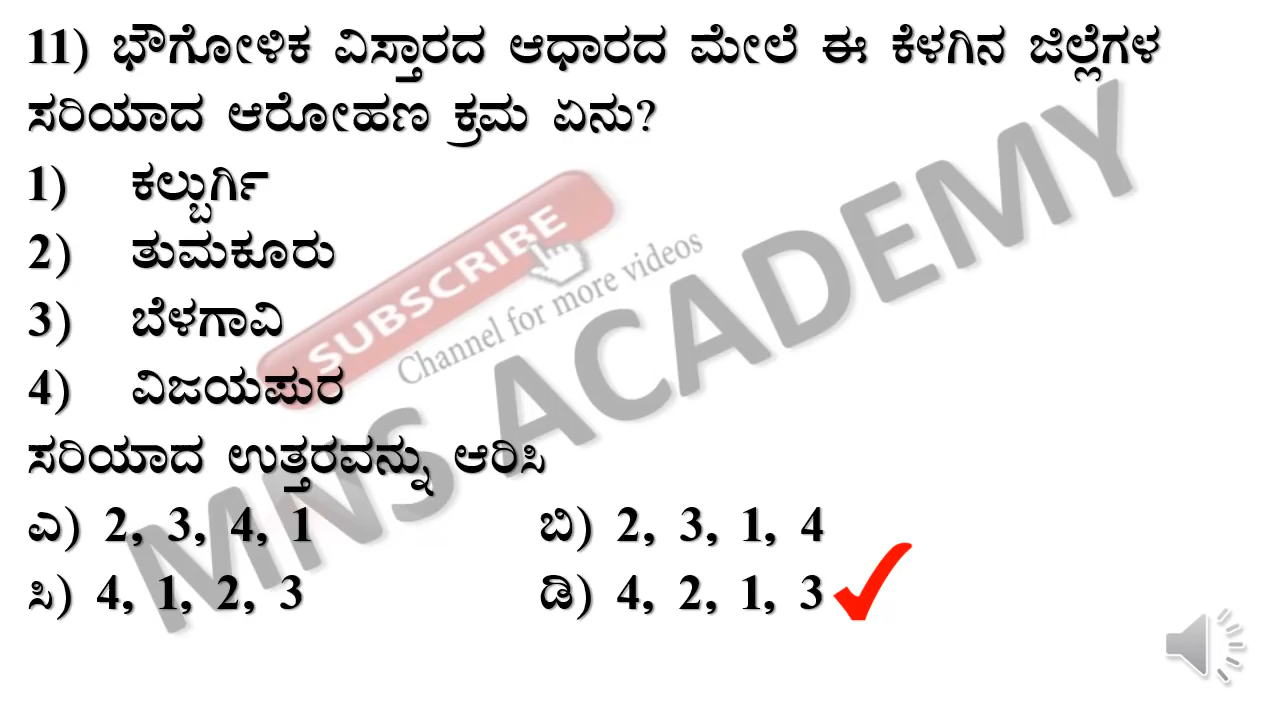 11) ಭೌಗೋಳಿಕ ವಿಸ್ತಾರದ ಆಧಾರದ ಮೇಲೆ ಈ ಕೆಳಗಿನ ಜಿಲ್ಲೆಗಳ
ಸರಿಯಾದ ಆರೋಹಣ ಕ್ರಮ ಏನು?
1) ಕಲ್ಬುರ್ಗಿ
2) ತುಮಕೂರು
3) ಬೆಳಗಾವಿ
4) ವಿಜಯಪುರ
ಸರಿಯಾದ ಉತ್ತರವನ್ನು ಆರಿಸಿ
ಎ) 2, 3, 4, 1 ಬಿ) 2, 3, 1, 4
ಸಿ) 4, 1, 2, 3 ಡಿ) 4, 2, 1, 3
SUBSCRIBE
Channel for more videos
MNS ACADEMY